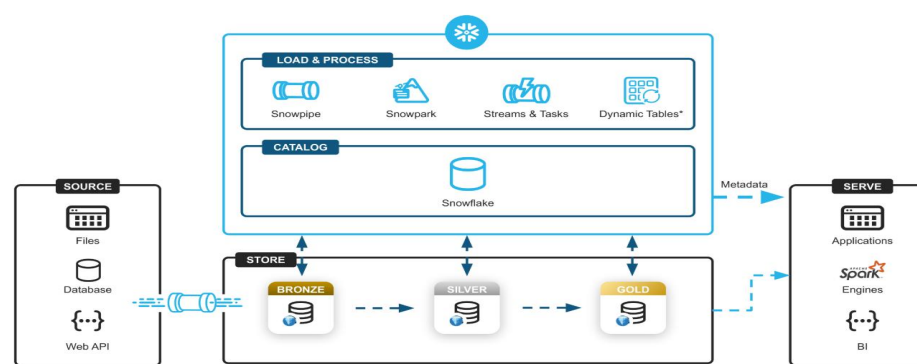 LOAD & PROCESS
Snowpipe
Snowpark
Streams & Tasks
Dynamic Tables*
CATALOG
Snowflake
SOURCE
Files
Database
Web API
STORE
BRONZE
SILVER
GOLD
Metadata
SERVE
Applications
APACHE
Spark
Engines
BI